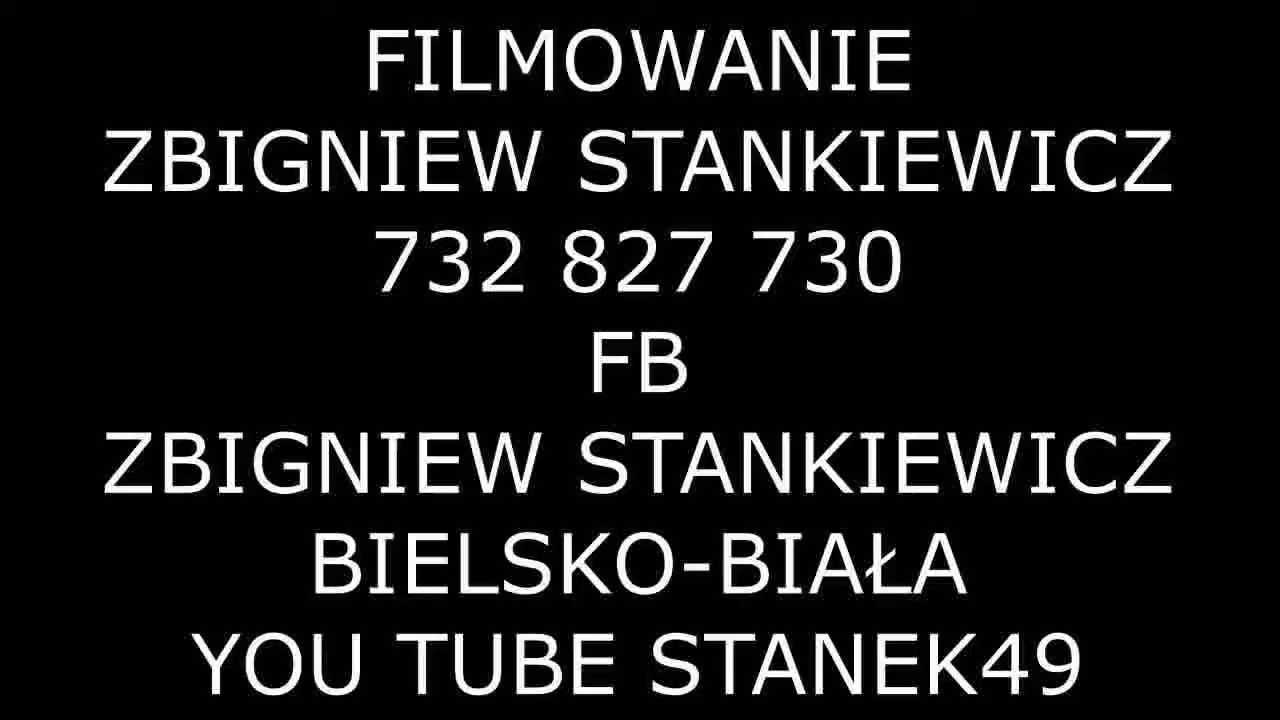 FILMOWANIE
ZBIGNIEW STANKIEWICZ
732 827 730
FB
ZBIGNIEW STANKIEWICZ
BIELSKO-BIAŁA
YOU TUBE STANEK49